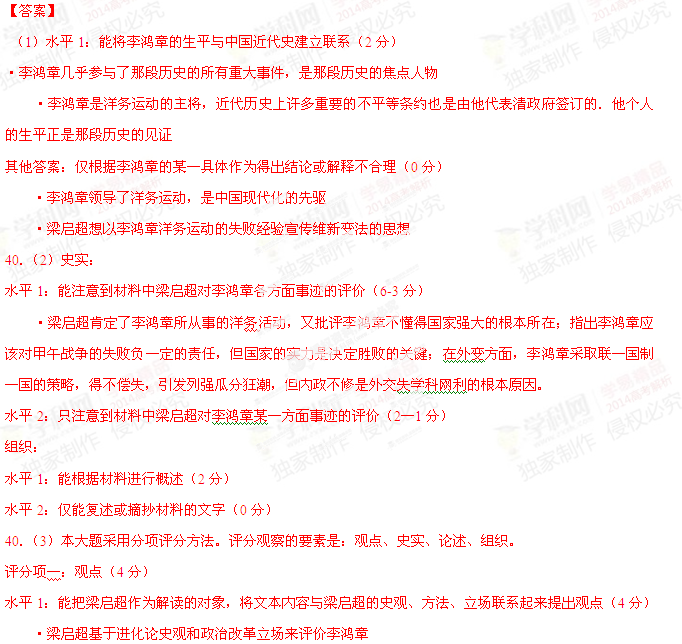 【答案】
（1）水平 1：能将李鸿章的生平与中国近代史建立联系（2 分）
·李鸿章几乎参与了那段历史的所有重大事件，是那段历史的焦点人物
·李鸿章是洋务运动的主将，近代历史上许多重要的不平等条约也是由他代表清政府签订的．他个人
的生平正是那段历史的见证
其他答案：仅根据李鸿章的某一具体作为得出结论或解释不合理（0 分）
·李鸿章领导了洋务运动，是中国现代化的先驱
·梁启超想以李鸿章洋务运动的失败经验宣传维新变法的思想
40．（2）史实：
水平 1：能注意到材料中梁启超对李鸿章各方面事迹的评价（6-3 分）
·梁启超肯定了李鸿章所从事的洋务活动，又批评李鸿章不懂得国家强大的根本所在；指出李鸿章应
该对甲午战争的失败负一定的责任，但国家的实力是决定胜败的关键；在外变方面，李鸿章采取联一国制
一国的策略，得不偿失，引发列强瓜分狂潮，但内政不修是外交失学科网利的根本原因。
水平 2：只注意到材料中梁启超对李鸿章某一方面事迹的评价（2—1 分）
组织：
水平 1：能根据材料进行概述（2 分）
水平 2：仅能复述或摘抄材料的文字（0 分）
40．（3）本大题采用分项评分方法。评分观察的要素是：观点、史实、论述、组织。
评分项一：观点（4 分）
水平 1：能把梁启超作为解读的对象，将文本内容与梁启超的史观、方法、立场联系起来提出观点（4 分）
·梁启超基于进化论史观和政治改革立场来评价李鸿章